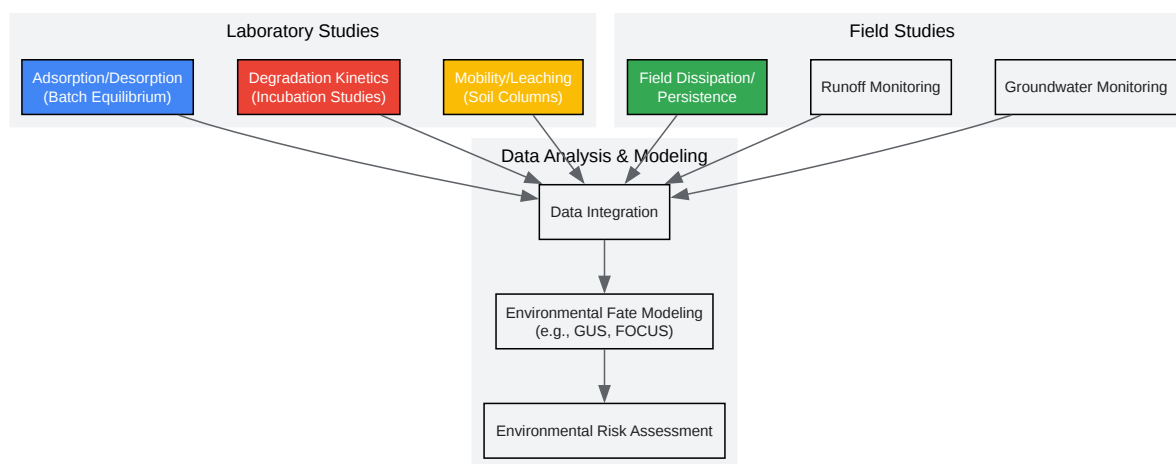 Laboratory Studies
Field Studies
Adsorption/Desorption
(Batch Equilibrium)
Degradation Kinetics
(Incubation Studies)
Mobility/Leaching
(Soil Columns)
Field Dissipation/
Persistence
Runoff Monitoring
Groundwater Monitoring
Data Analysis & Modeling
Data Integration
Environmental Fate Modeling
(e.g., GUS, FOCUS)
Environmental Risk Assessment